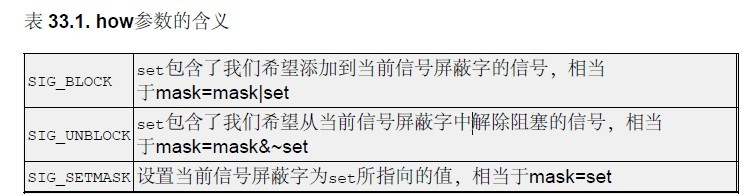 表 33.1. how参数的含义
SIG_BLOCK
set包含了我们希望添加到当前信号屏蔽字的信号，相当
于mask=mask|set
SIG_UNBLOCK
set包含了我们希望从当前信号屏蔽字中解除阻塞的信号，相当
于mask=mask&~set
SIG_SETMASK
设置当前信号屏蔽字为set所指向的值，相当于mask=set